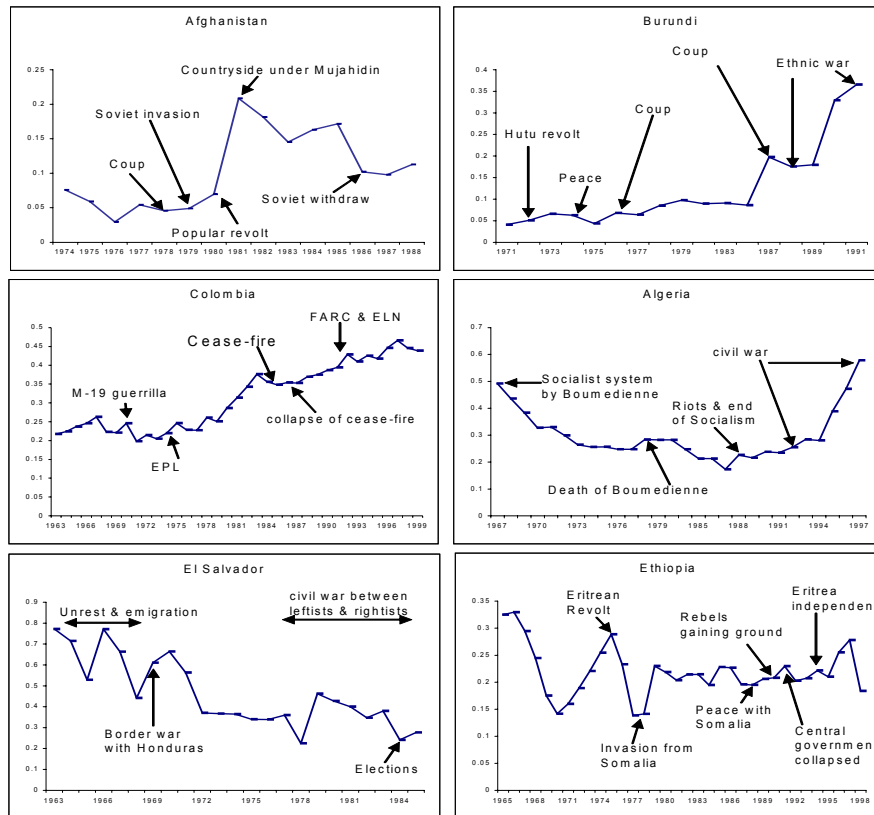 Afghanistan
0.25
0.2
0.15
0.1
0.05
0
Countryside under Mujahidin
Soviet invasion
Coup
Soviet withdraw
Popular revolt
1974 1975 1976 1977 1978 1979 1980 1981 1982 1983 1984 1985 1986 1987 1988
Burundi
0.4
0.35
0.3
0.25
0.2
0.15
0.1
0.05
0
Coup
Ethnic war
Hutu revolt
Coup
Peace
1971 1973 1975 1977 1979 1983 1987 1989 1991
Colombia
0.5
0.45
0.4
0.35
0.3
0.25
0.2
0.15
0.1
0.05
0
FARC & ELN
Cease-fire
M-19 guerrilla
collapse of cease-fire
EPL
1963 1966 1969 1972 1975 1978 1981 1984 1987 1990 1993 1996 1999
Algeria
0.7
0.6
0.5
0.4
0.3
0.2
0.1
0
civil war
Socialist system
by Boumedienne
Riots & end
of Socialism
Death of Boumedienne
1967 1970 1973 1976 1979 1982 1985 1988 1991 1994 1997
El Salvador
0.9
0.8
0.7
0.6
0.5
0.4
0.3
0.2
0.1
0
Unrest & emigration
civil war between
leftists & rightists
Border war
with Honduras
Elections
1963 1966 1969 1972 1975 1978 1981 1984
Ethiopia
0.35
0.3
0.25
0.2
0.15
0.1
0.05
0
Eritrean
Revolt
Rebels
gaining ground
Eritrea
independen
Peace with
Somalia
Invasion from
Somalia
Central
governmen
collapsed
1965 1968 1971 1974 1977 1980 1983 1986 1989 1992 1995 1998